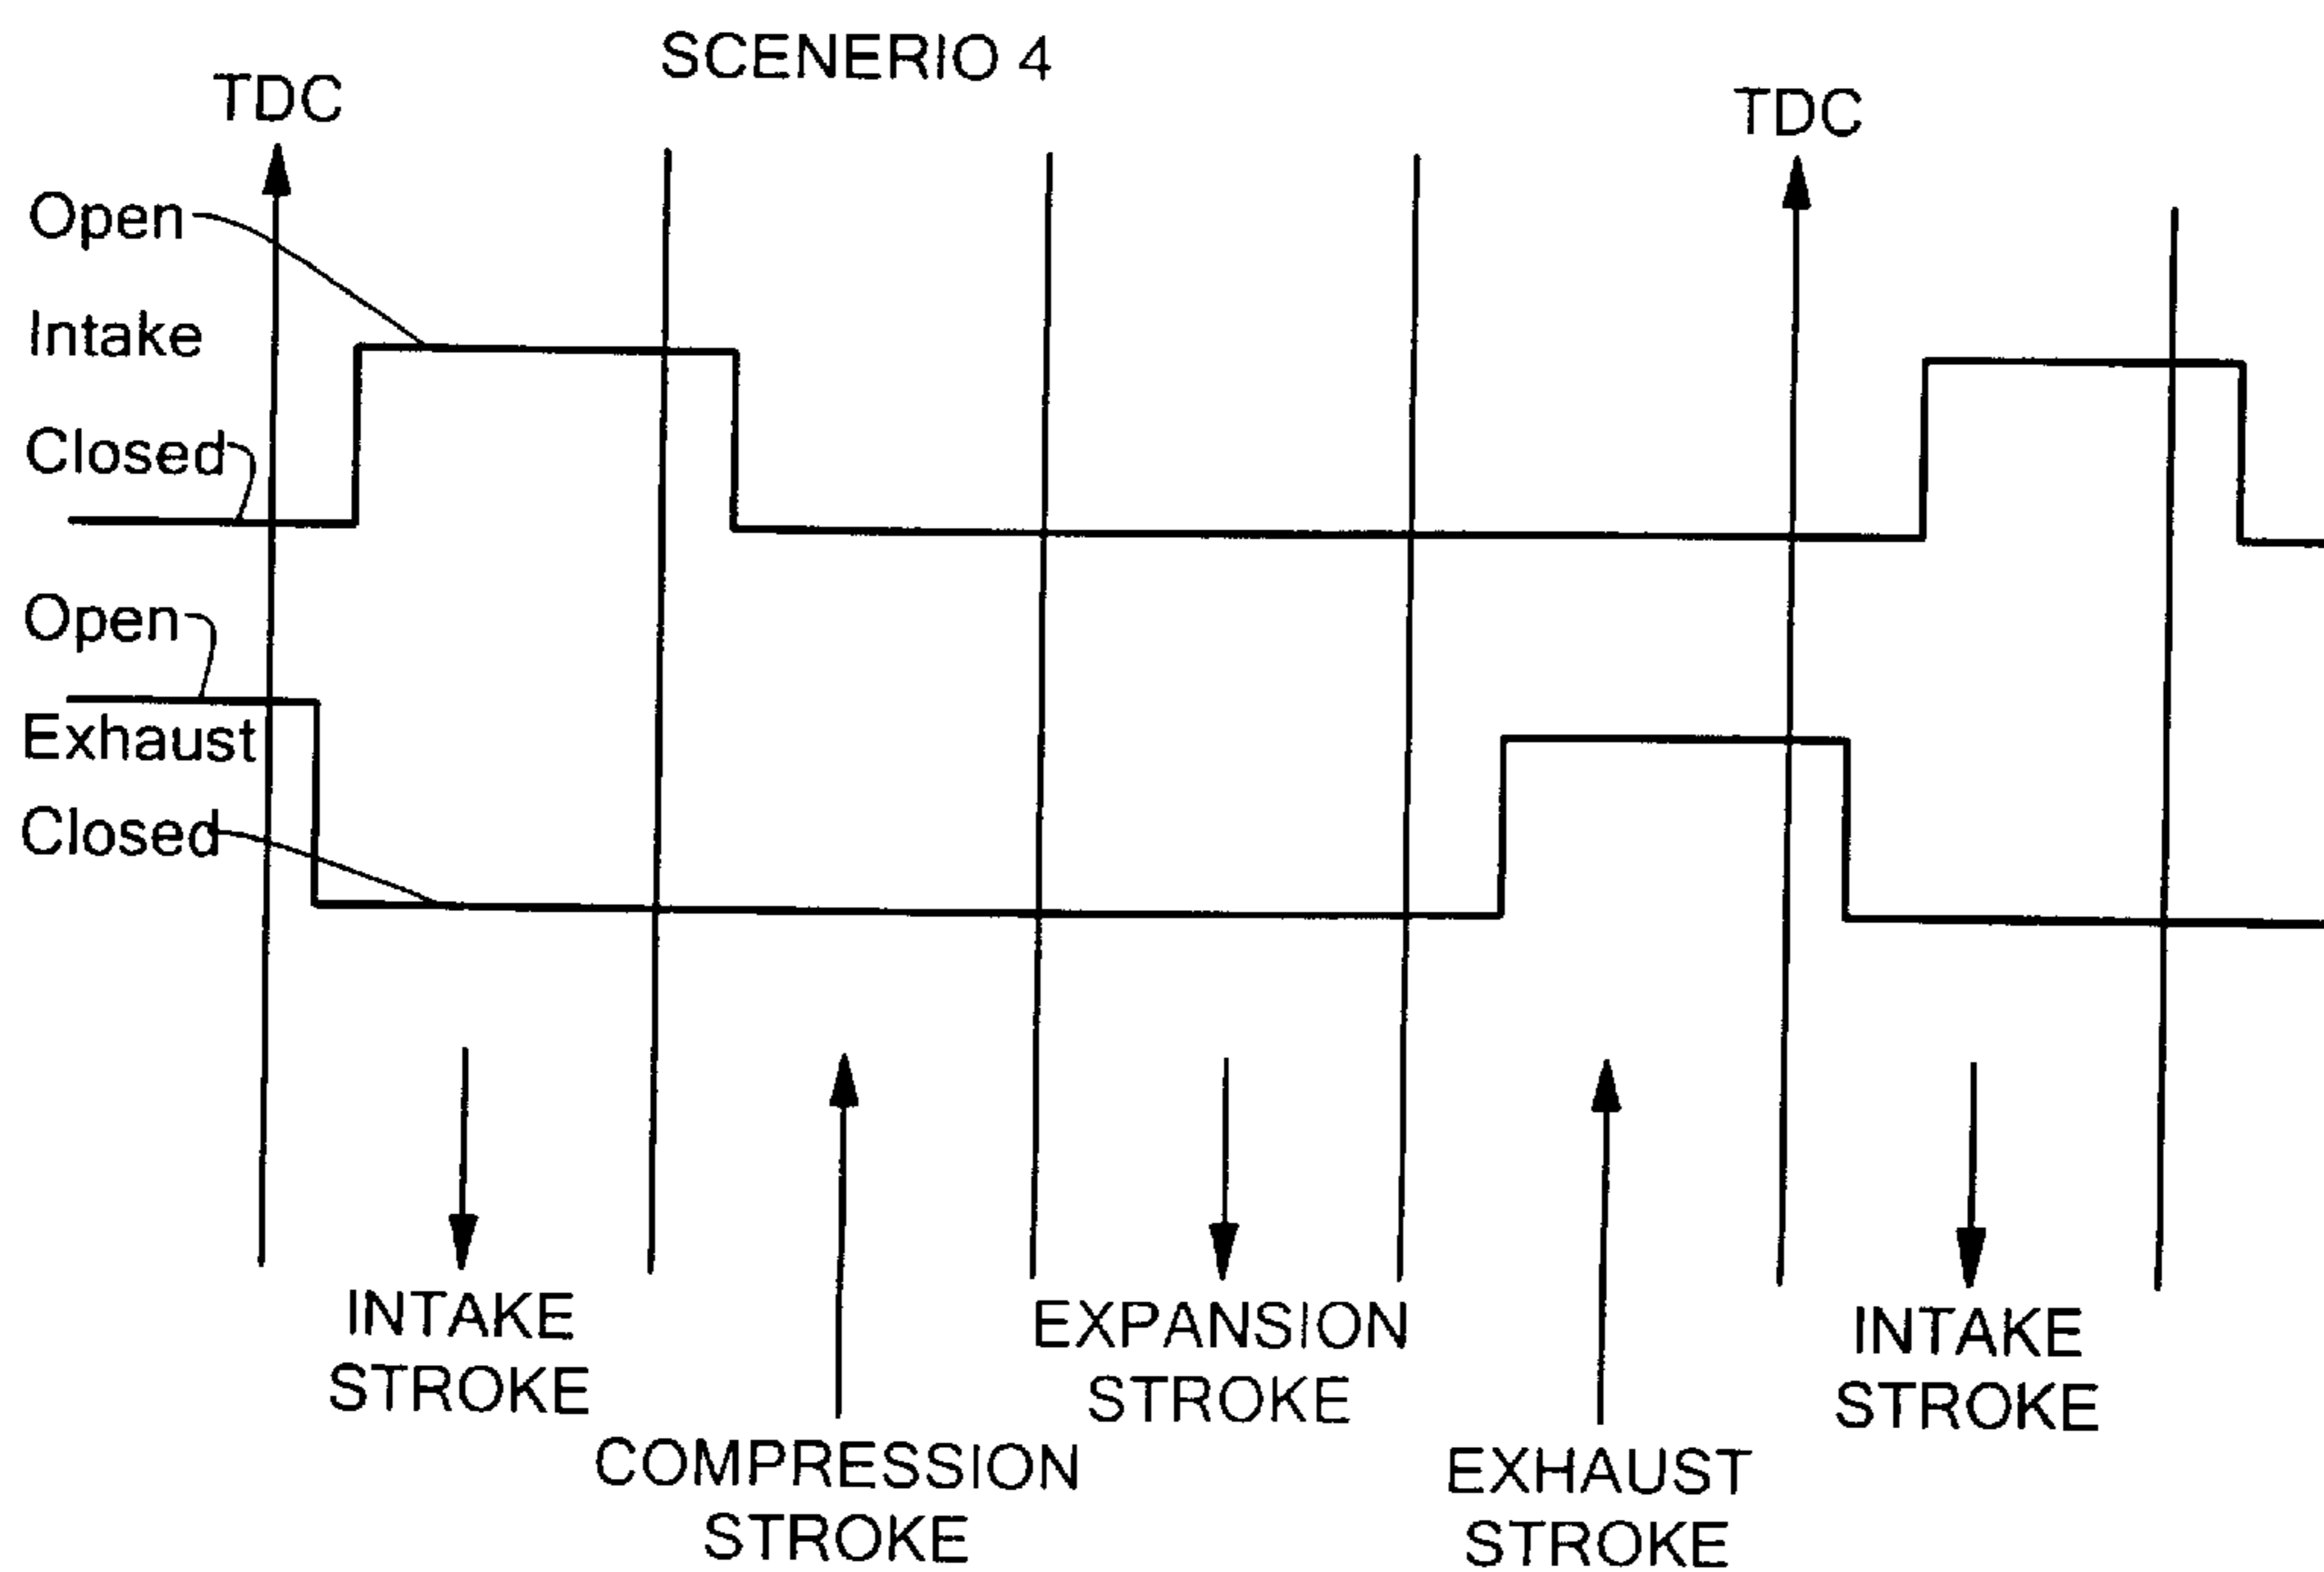 SCENERIO 4
TDC
TDC
Open
Intake
Closed
Open
Exhaust
Closed
INTAKE
STROKE
COMPRESSION
STROKE
EXPANSION
STROKE
EXHAUST
STROKE
INTAKE
STROKE